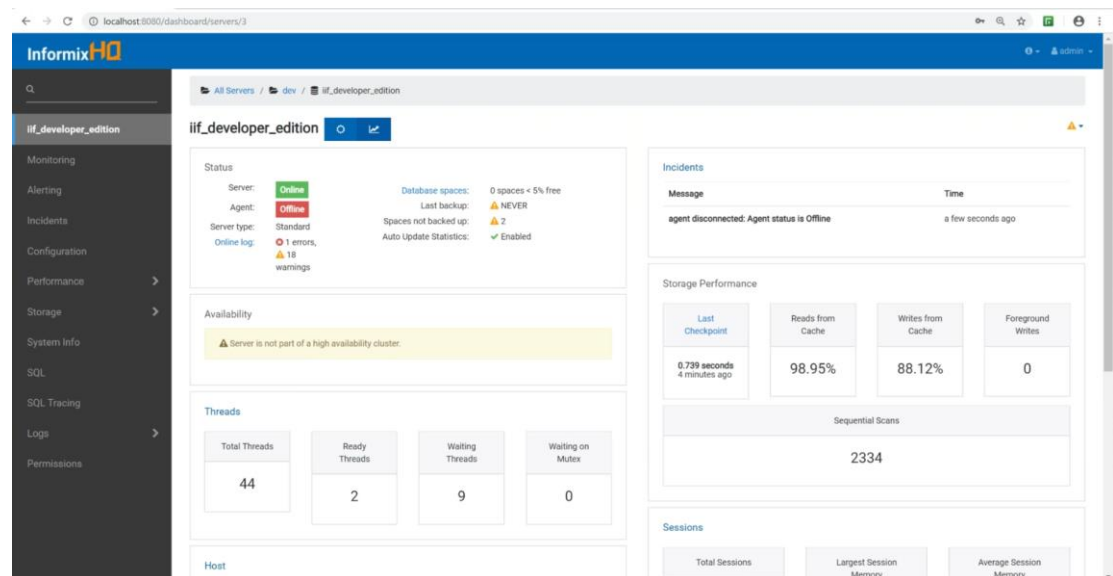 localhost:8080/dashboard/servers/3
InformixHQ
admin
All Servers / dev / iif_developer_edition
iif_developer_edition
Monitoring
Alerting
Incidents
Configuration
Performance
Storage
System Info
SQL
SQL Tracing
Logs
Permissions
iif_developer_edition
Status
Server: Online
Agent: Offline
Server type: Standard
Online log: 1 errors,
18
warnings
Database spaces: 0 spaces < 5% free
Last backup: NEVER
Spaces not backed up: 2
Auto Update Statistics: Enabled
Availability
Server is not part of a high availability cluster.
Threads
Total Threads
44
Ready
Threads
2
Waiting
Threads
9
Waiting on
Mutex
0
Host
Incidents
Message Time
agent disconnected: Agent status is Offline a few seconds ago
Storage Performance
Last
Checkpoint
0.739 seconds
4 minutes ago
Reads from
Cache
98.95%
Writes from
Cache
88.12%
Foreground
Writes
0
Sequential Scans
2334
Sessions
Total Sessions
Largest Session
Memory
Average Session
Memory